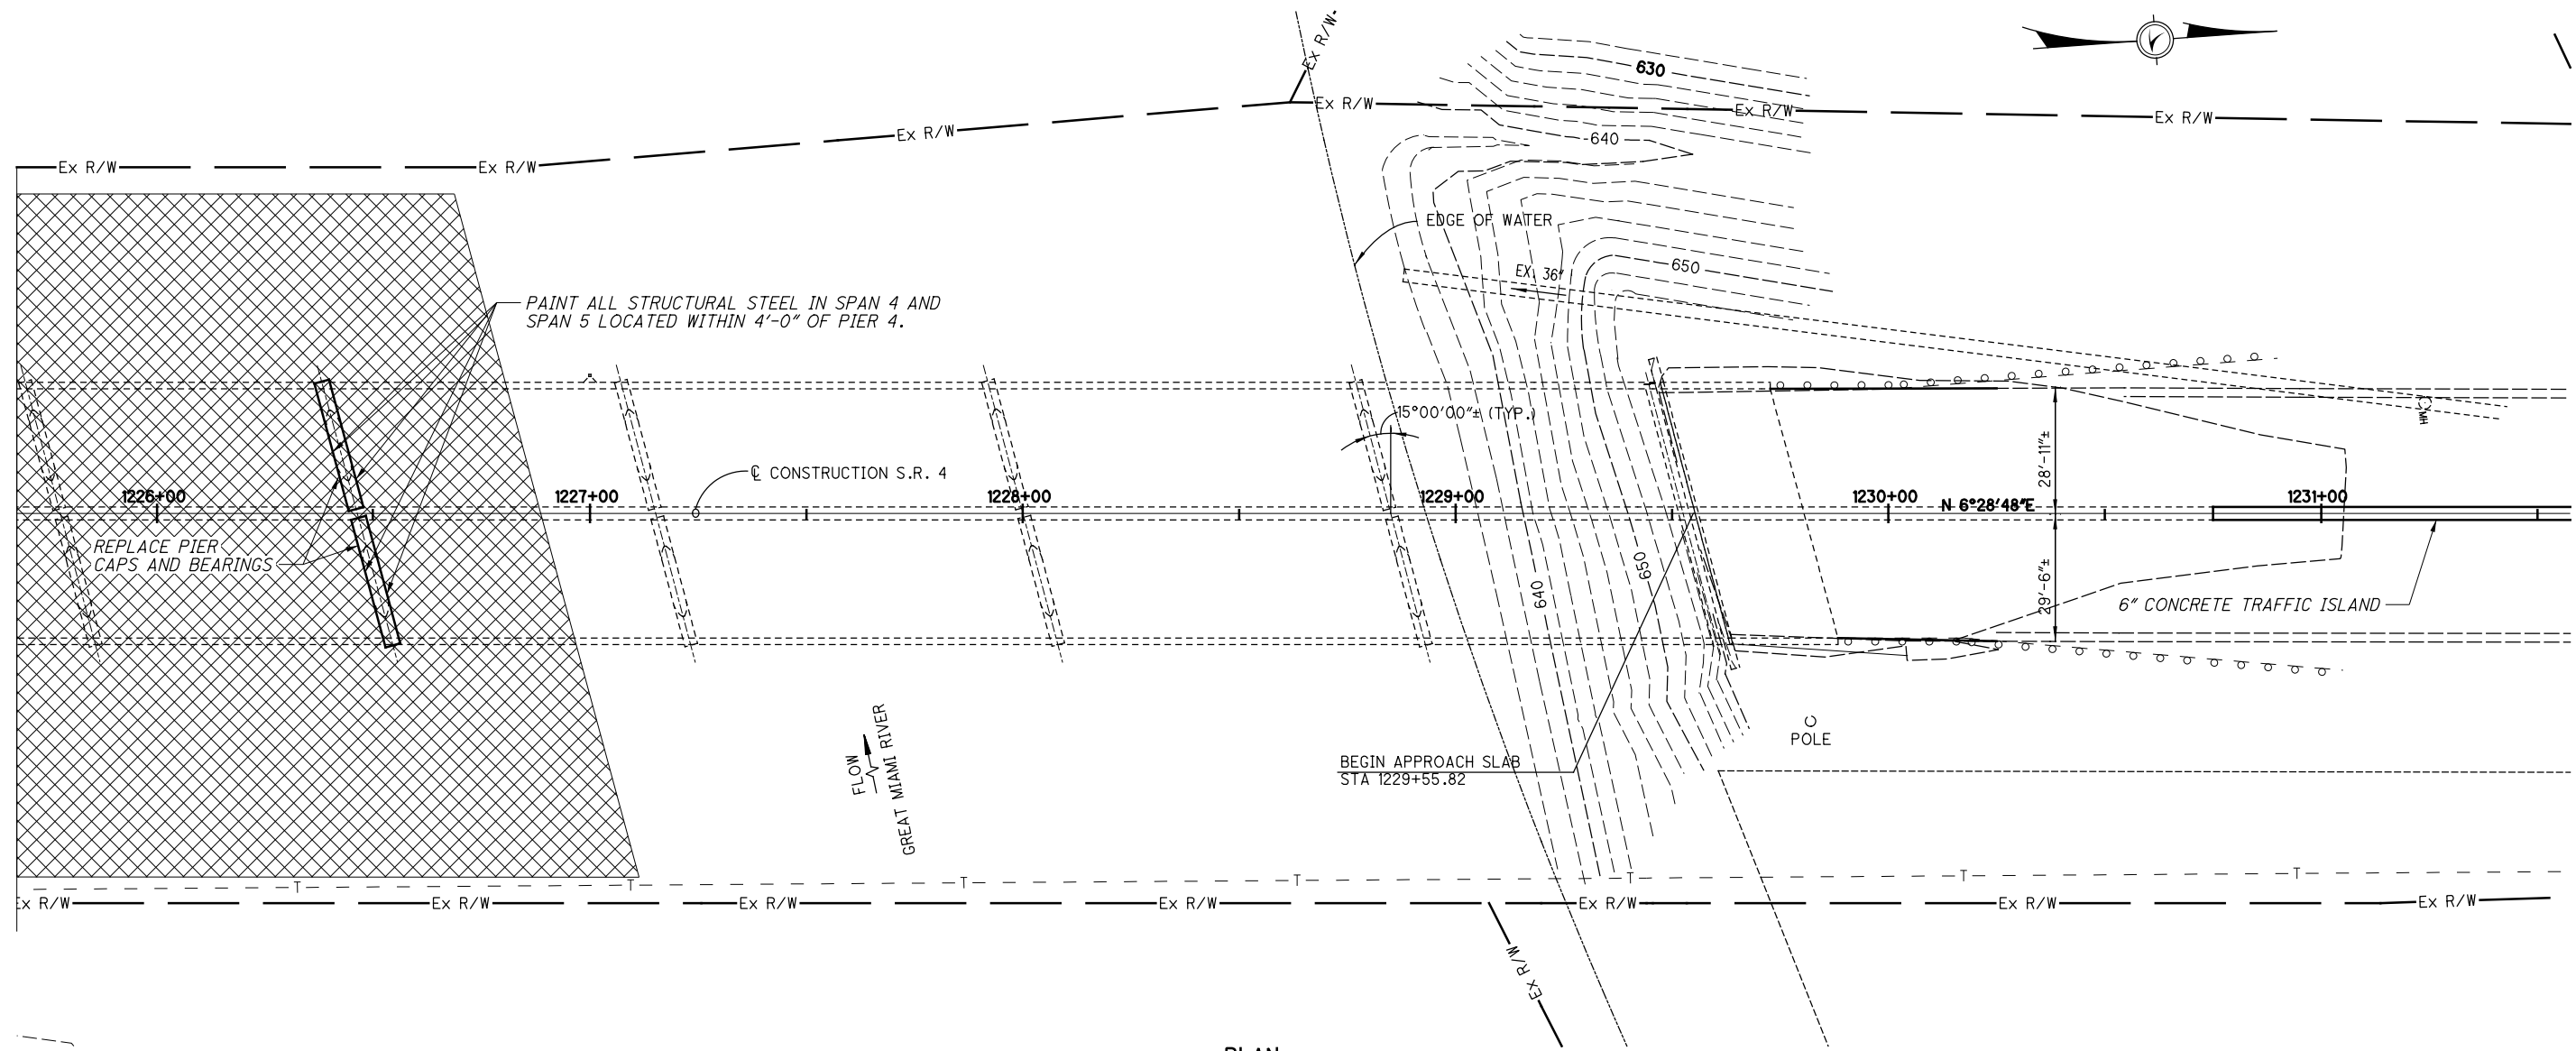 Ex R/W
630
Ex R/W
Ex R/W
Ex R/W
Ex R/W
640
Ex R/W
Ex R/W
EDGE OF WATER
EX. 36"
650
PAINT ALL STRUCTURAL STEEL IN SPAN 4 AND
SPAN 5 LOCATED WITHIN 4'-0" OF PIER 4.
15°00'00"± (TYP.)
MH
28'-11"±
℄ CONSTRUCTION S.R. 4
1226+00
1227+00
1228+00
1229+00
1230+00
N 6°28'48"E
1231+00
REPLACE PIER
CAPS AND BEARINGS
650
640
29'-6"±
6" CONCRETE TRAFFIC ISLAND
FLOW
GREAT MIAMI RIVER
POLE
BEGIN APPROACH SLAB
STA 1229+55.82
T
T
T
T
T
T
T
Ex R/W
Ex R/W
Ex R/W
Ex R/W
Ex R/W
Ex R/W
Ex R/W
Ex R/W
PLAN